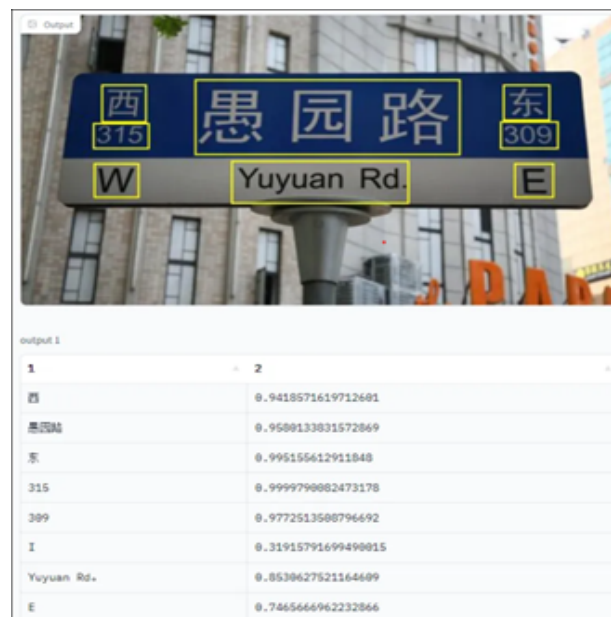 Output
西
愚园路
东
315
309
W
Yuyuan Rd.
E
PARA
output 1
1 2
西 0.9418571619712601
愚园路 0.9580133831572869
东 0.995155612911848
315 0.9999790082473178
309 0.9772513508796692
I 0.31915791699490015
Yuyuan Rd。 0.8530627521164609
E 0.7465666962232866